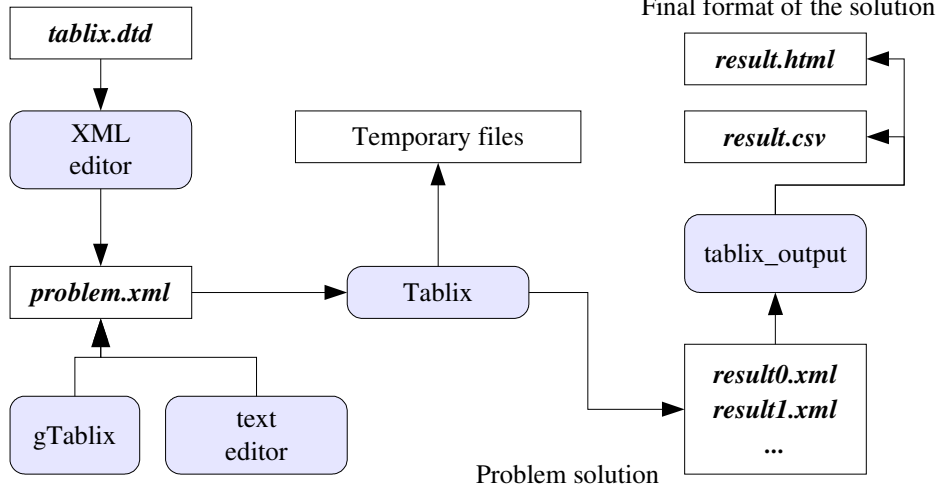 Final format of the solution
tablix.dtd
result.html
XML
editor
Temporary files
result.csv
tablix_output
problem.xml
Tablix
result0.xml
result1.xml
...
gTablix
text
editor
Problem solution